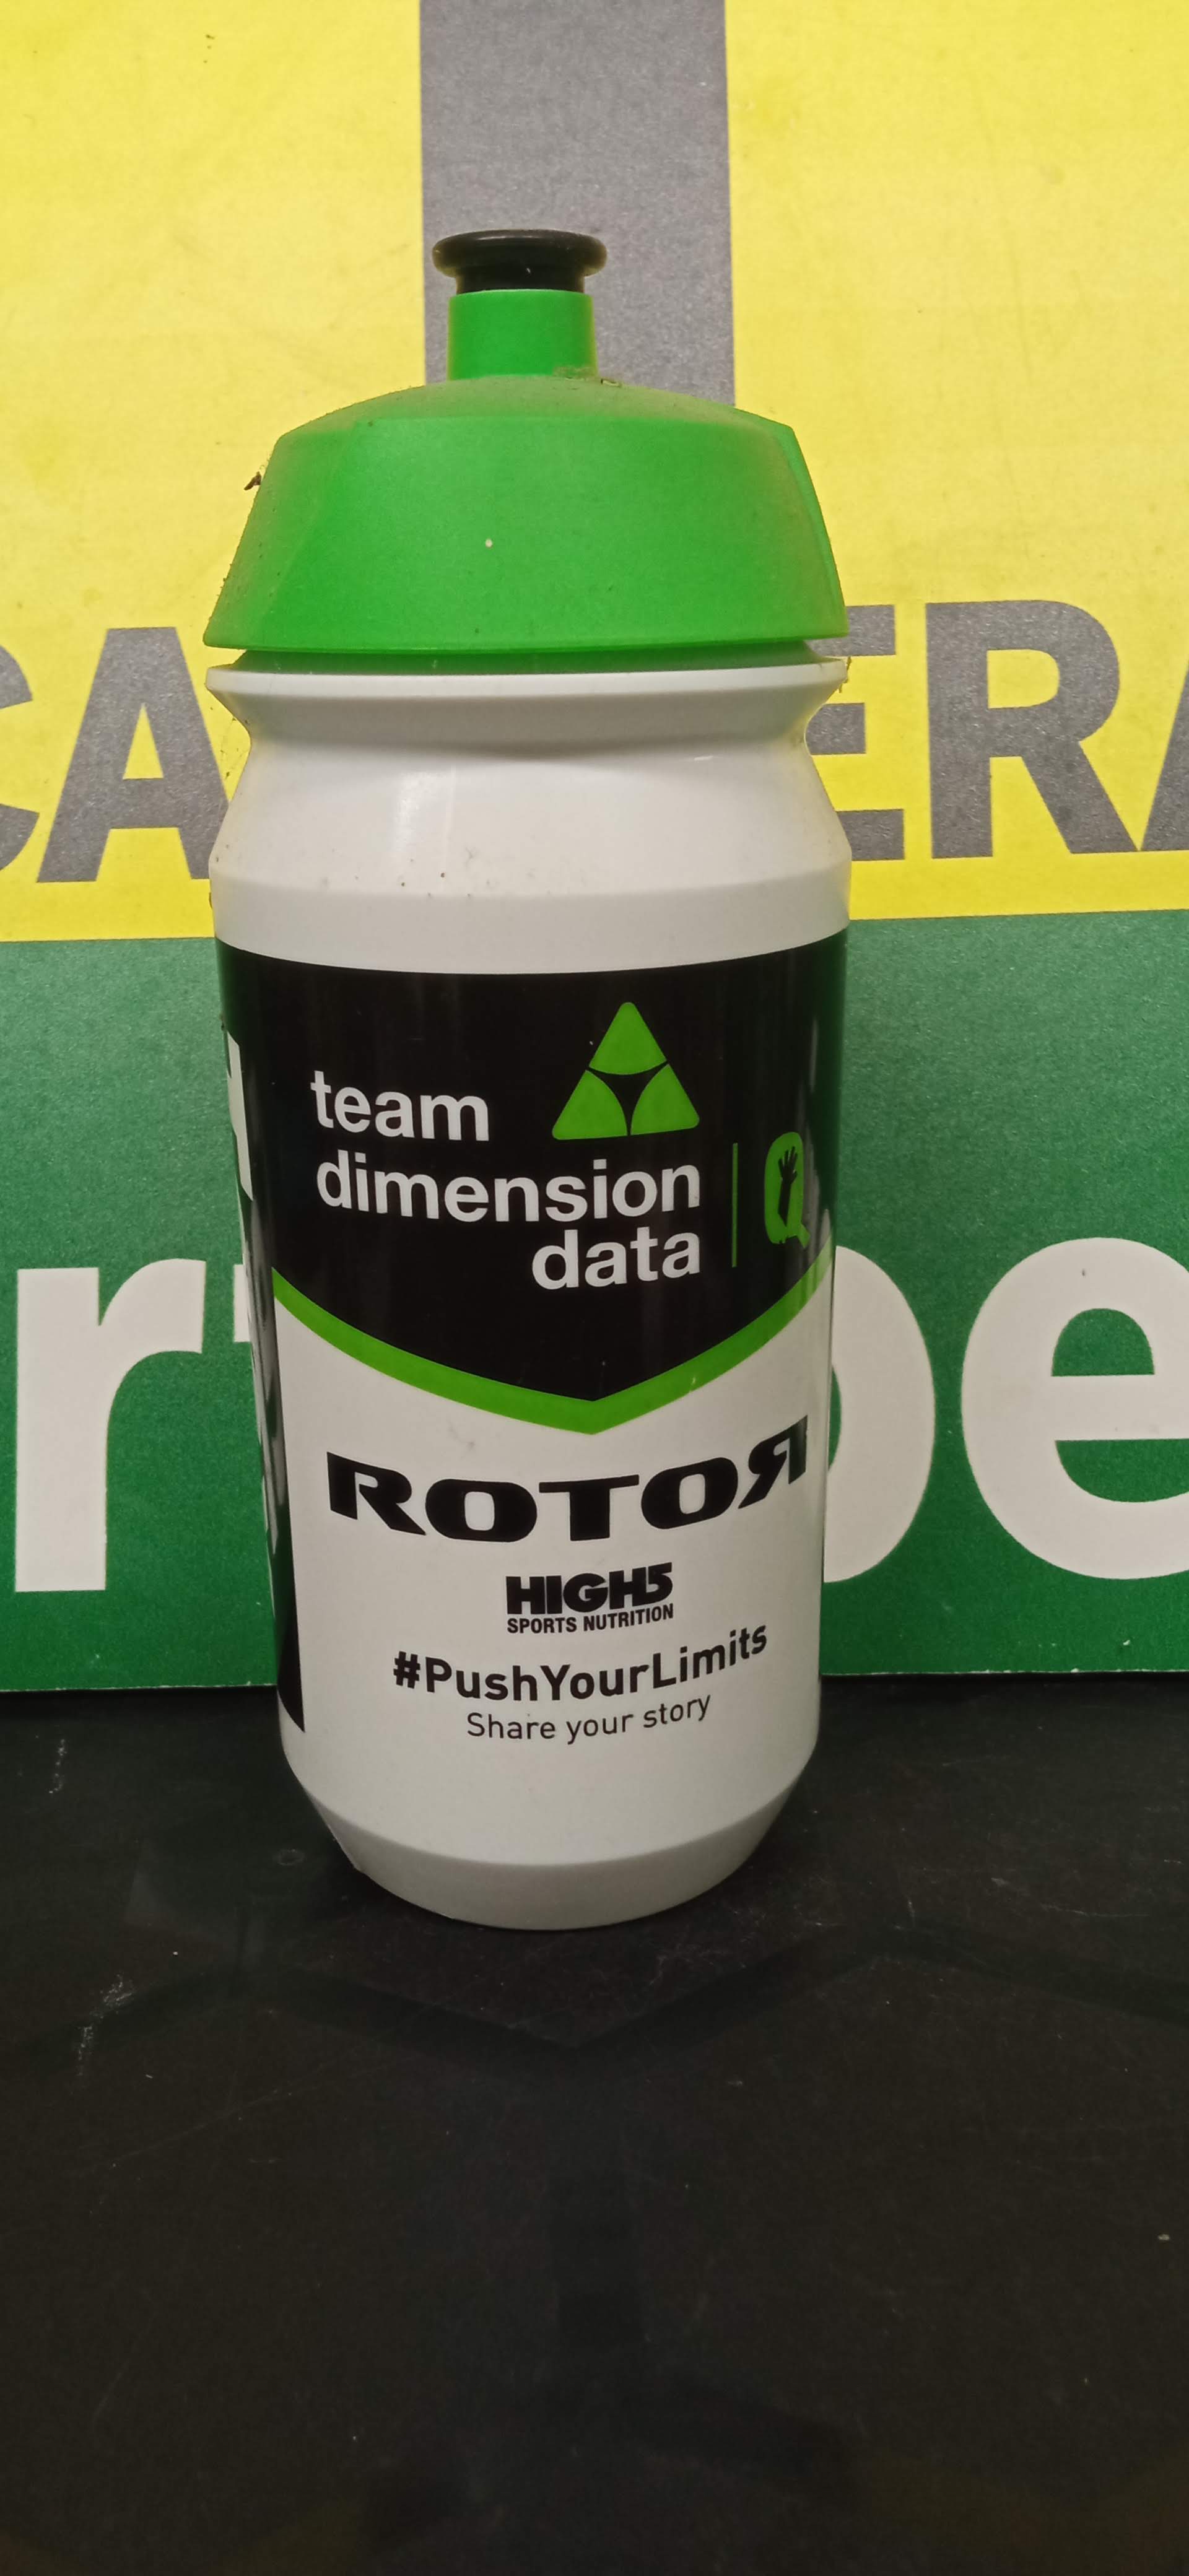 team
dimension
data
Q
ROTOR
HIGH5
SPORTS NUTRITION
#PushYourLimits
Share your story